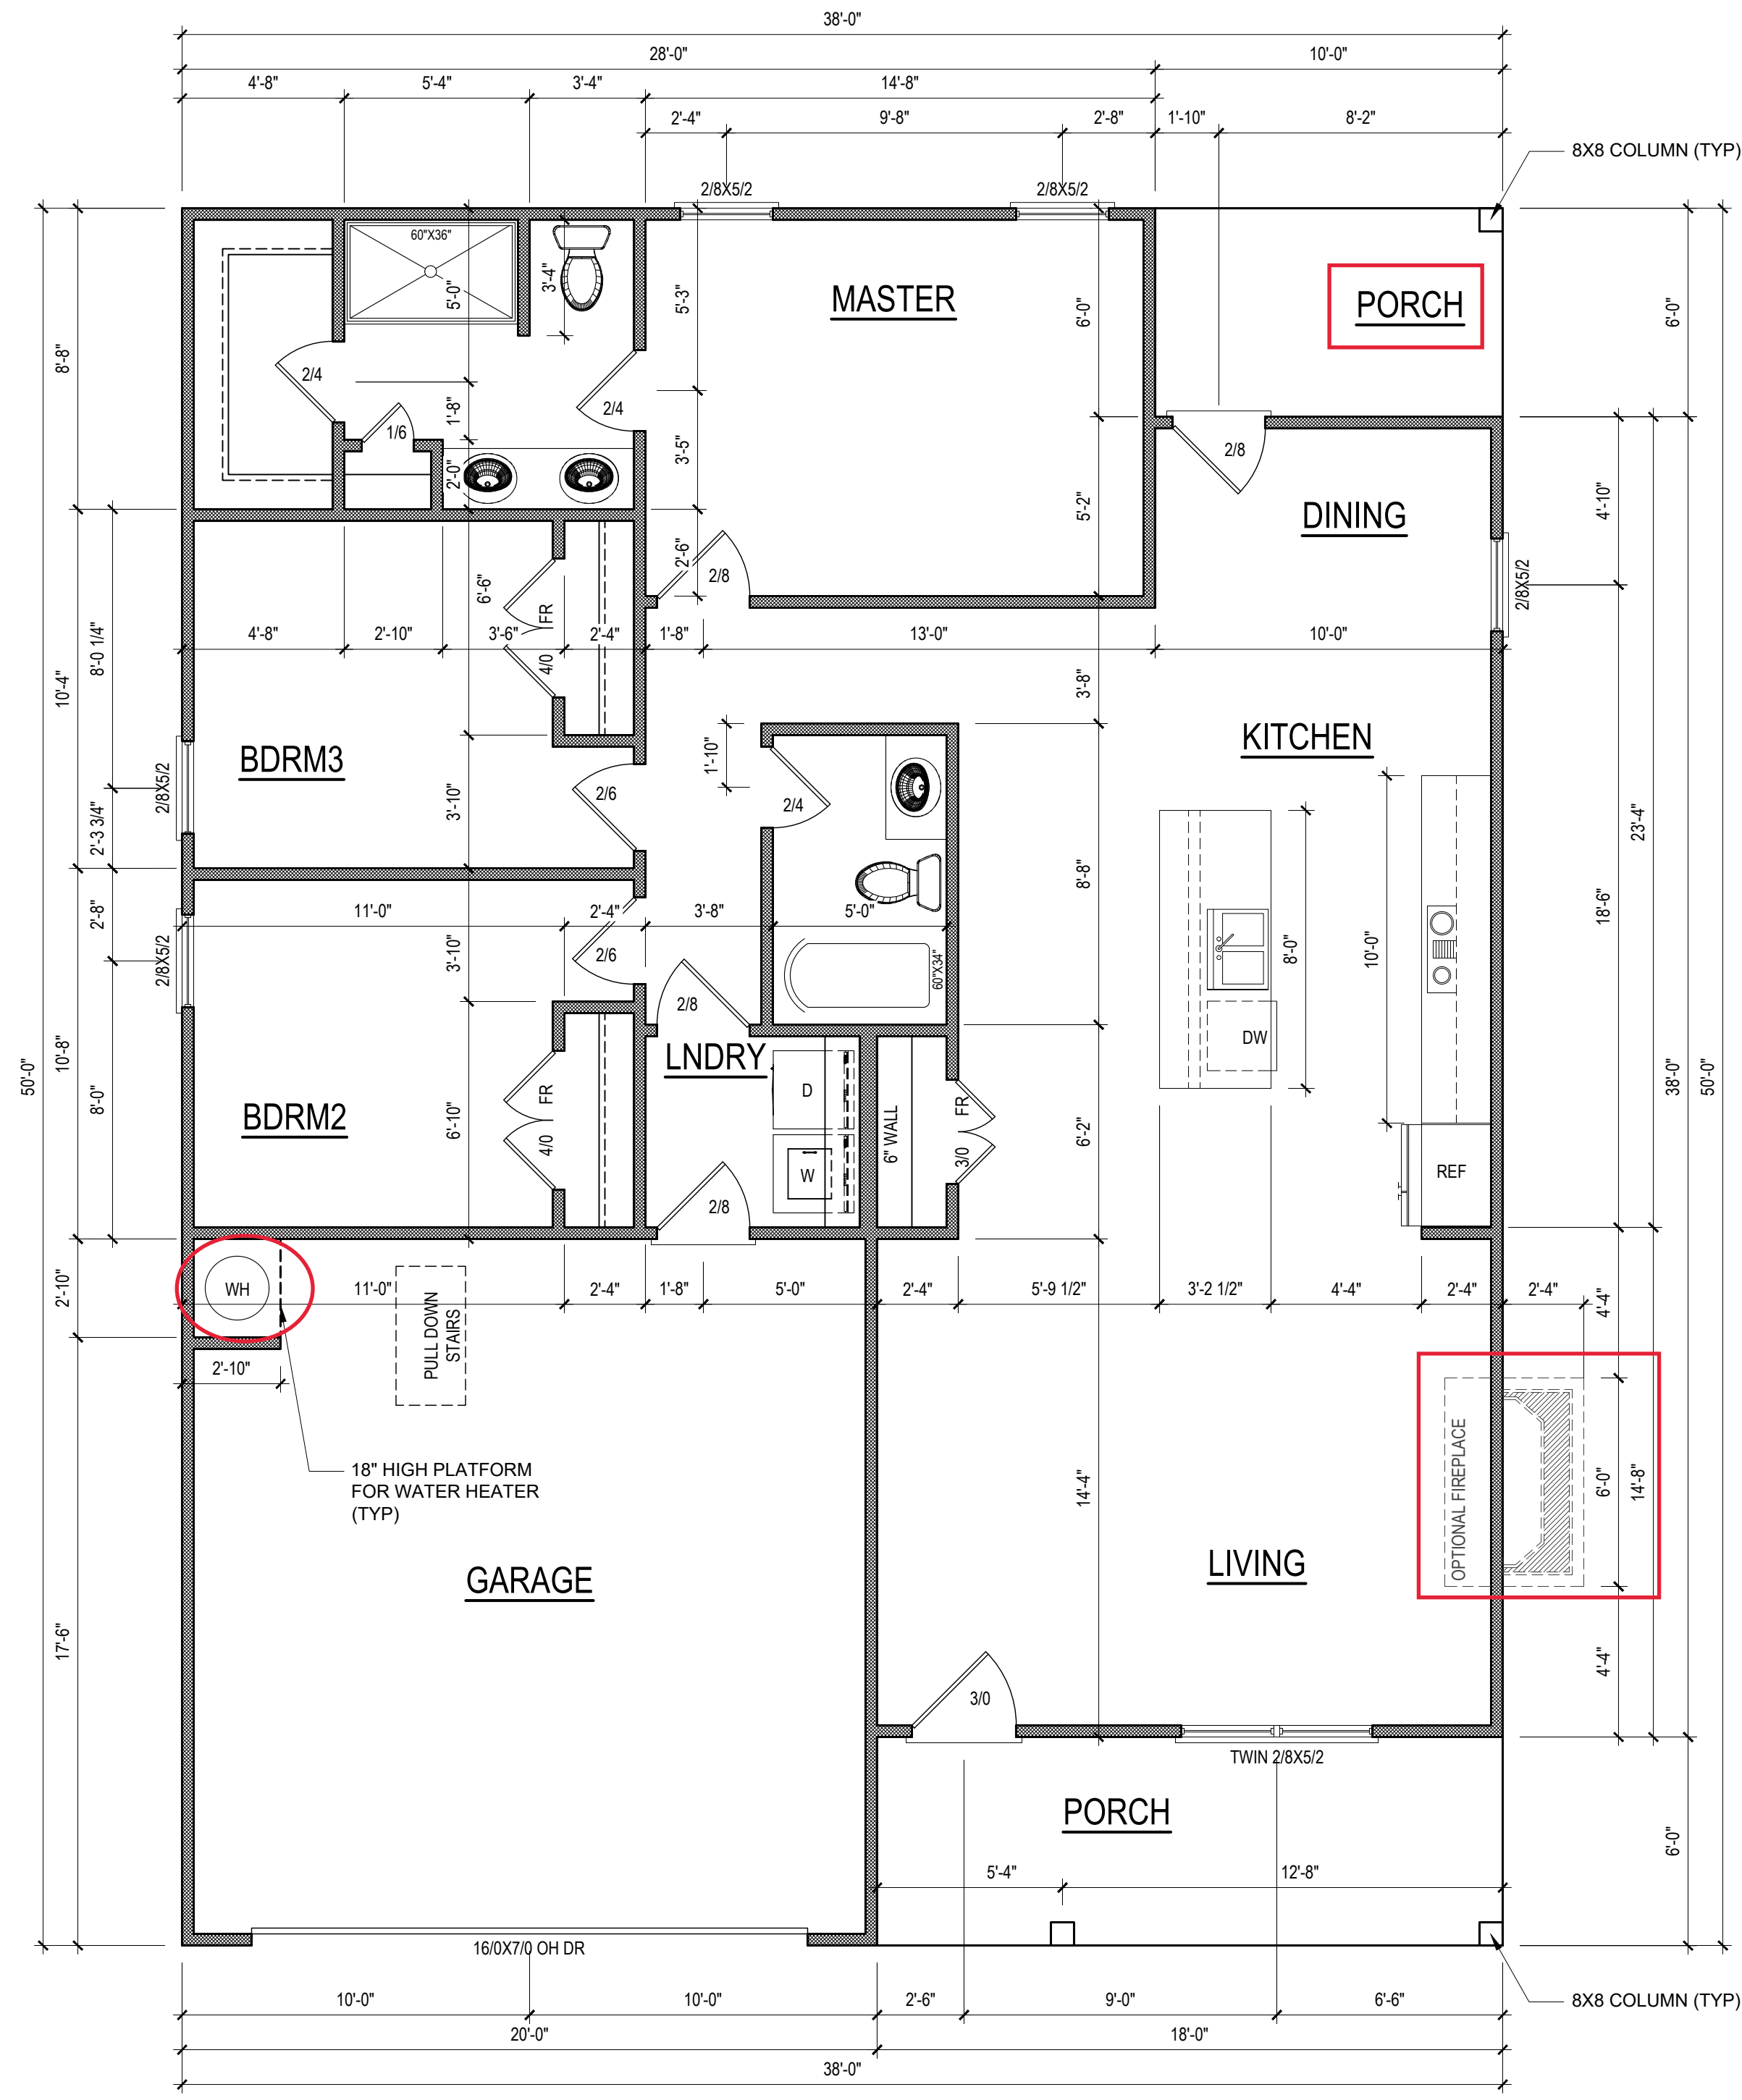 38'-0"
28'-0" 10'-0"
4'-8" 5'-4" 3'-4" 14'-8"
2'-4" 9'-8" 2'-8" 1'-10" 8'-2"
8X8 COLUMN (TYP)
2/8X5/2 2/8X5/2
60"X36"
3'-4"
5'-0"
5'-3"
MASTER
6'-0"
PORCH
6'-0"
8'-8"
2/4
1'-8"
2/4
1/6
3'-5"
2/8
2'-0"
5'-2"
4'-10"
DINING
2'-6"
2/8
6'-6"
FR
2/8X5/2
8'-0 1/4"
4'-8" 2'-10" 3'-6" 2'-4" 1'-8" 13'-0" 10'-0"
4/0
10'-4"
3'-8"
KITCHEN
BDRM3
1'-10"
2/8X5/2
2/6
2/4
3'-10"
2'-3 3/4"
23'-4"
8'-8"
2'-8"
11'-0" 2'-4" 3'-8" 5'-0"
18'-6"
8'-0"
10'-0"
2/8X5/2
3'-10"
2/6
60"X34"
2/8
DW
LNDRY
50'-0"
10'-8"
8'-0"
38'-0"
50'-0"
FR
D
FR
BDRM2
6'-10"
6" WALL
6'-2"
4/0
3/0
W
REF
2/8
2'-10"
WH
11'-0" 2'-4" 1'-8" 5'-0" 2'-4" 5'-9 1/2" 3'-2 1/2" 4'-4" 2'-4" 2'-4"
4'-4"
PULL DOWN
STAIRS
2'-10"
18" HIGH PLATFORM
FOR WATER HEATER
(TYP)
14'-4"
OPTIONAL FIREPLACE
6'-0"
14'-8"
GARAGE
LIVING
17'-6"
4'-4"
3/0
TWIN 2/8X5/2
PORCH
6'-0"
5'-4" 12'-8"
16/0X7/0 OH DR
10'-0" 10'-0" 2'-6" 9'-0" 6'-6"
8X8 COLUMN (TYP)
20'-0" 18'-0"
38'-0"